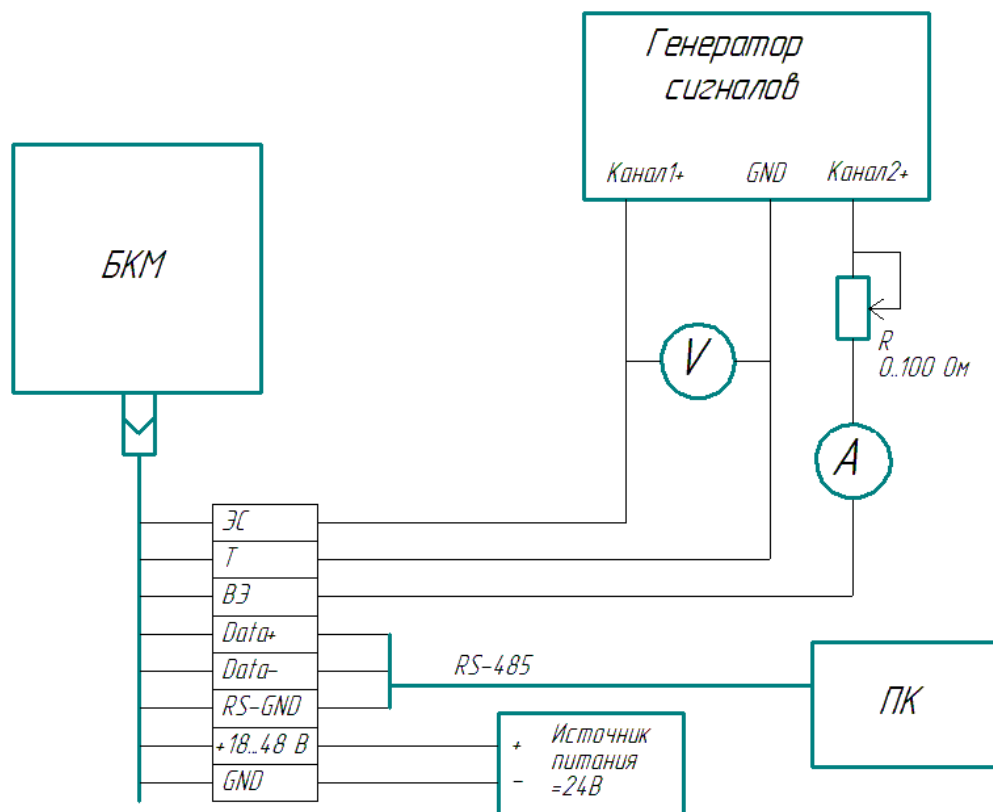 Генератор
сигналов
Канал1+ GND Канал2+
БКМ
V
R
0..100 Ом
A
ЭС
Т
ВЭ
Data+
Data-
RS-GND
+18...48 В
GND
RS-485
ПК
+ Источник
питания
- =24В